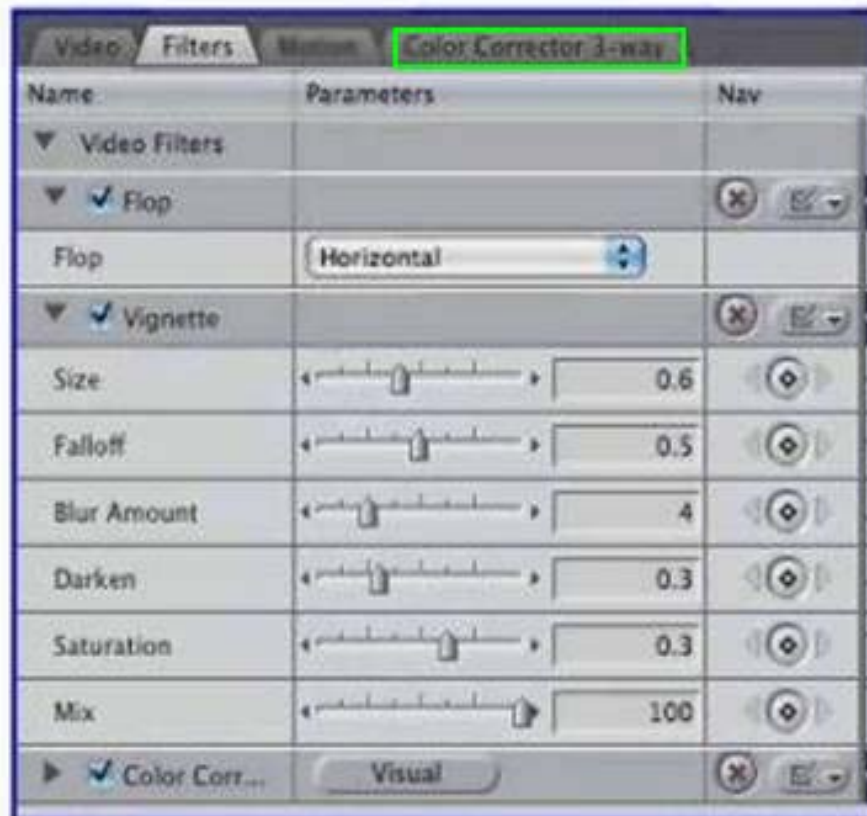 Video Filters Motion Color Corrector 3-way
Name Parameters Nav
Video Filters
Flop
Flop Horizontal
Vignette
Size 0.6
Falloff 0.5
Blur Amount 4
Darken 0.3
Saturation 0.3
Mix 100
Color Corr... Visual